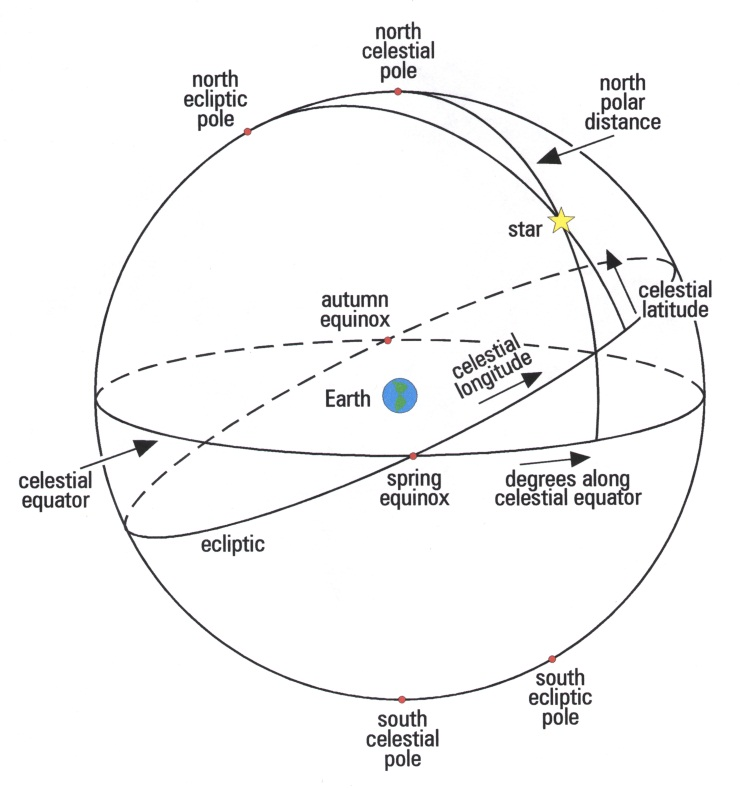 north
celestial
pole
north
ecliptic
pole
north
polar
distance
star
celestial
latitude
autumn
equinox
celestial
longitude
Earth
celestial
equator
spring
equinox
degrees along
celestial equator
ecliptic
south
ecliptic
pole
south
celestial
pole